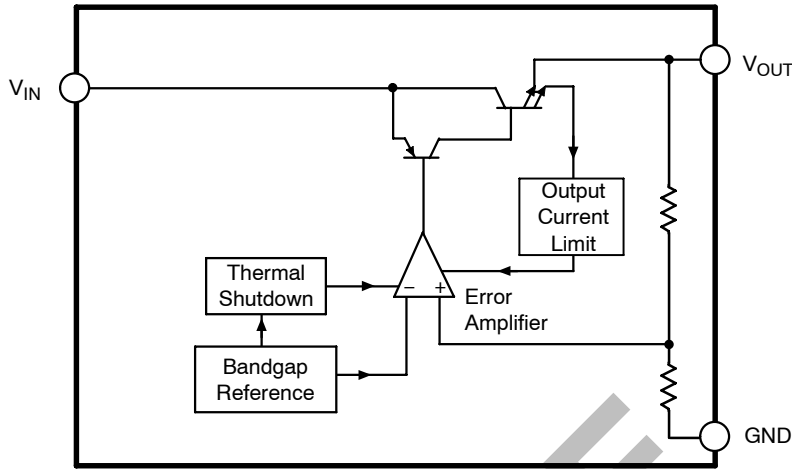 V_IN
V_OUT
Output
Current
Limit
Thermal
Shutdown
− +
Error
Amplifier
Bandgap
Reference
GND